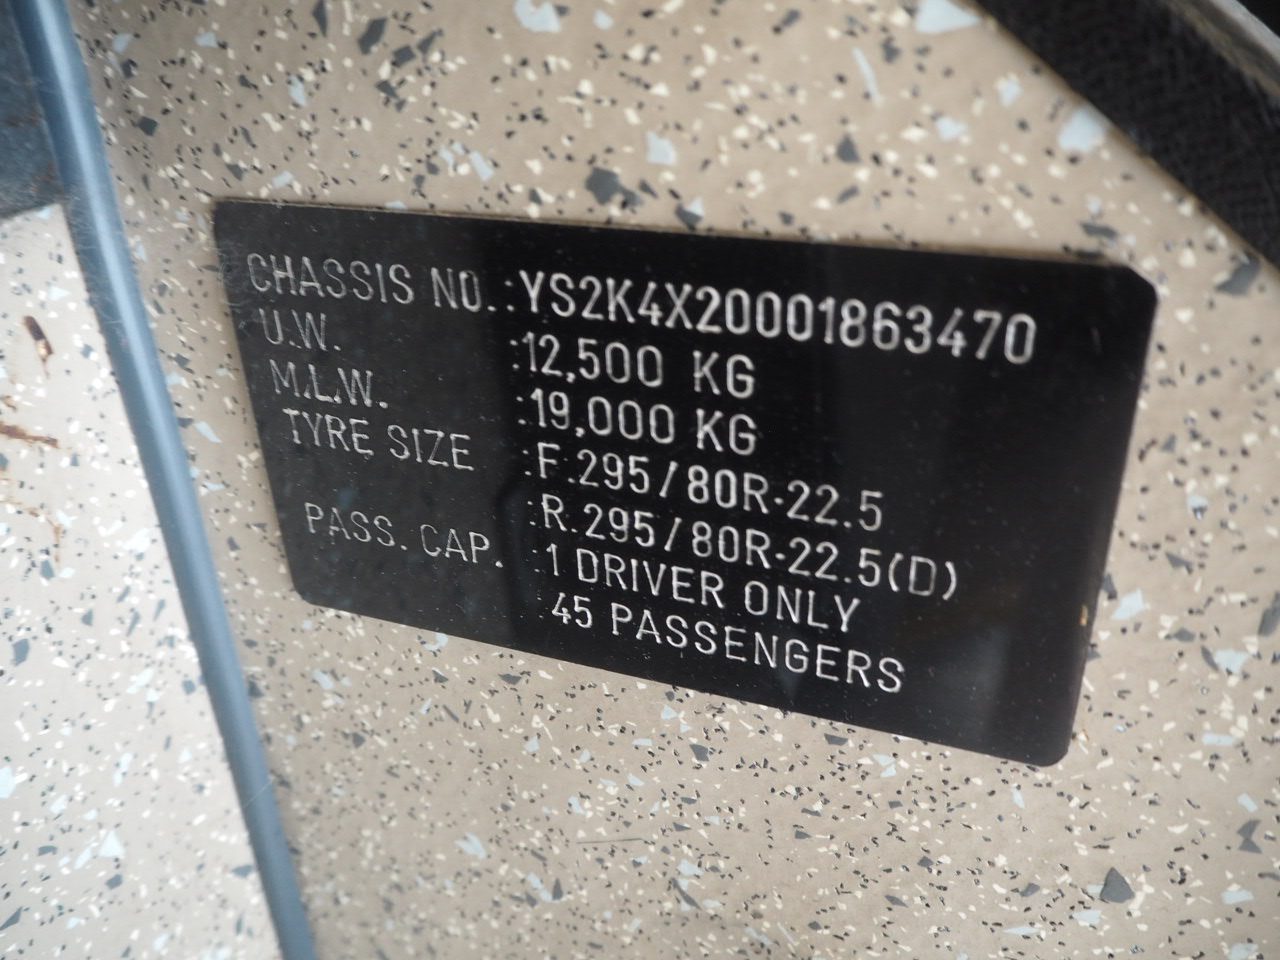 CHASSIS NO.:YS2K4X20001863470
U.W. :12,500 KG
M.L.W. :19,000 KG
TYRE SIZE :F.295/80R-22.5
:R.295/80R-22.5(D)
PASS. CAP. :1 DRIVER ONLY
45 PASSENGERS